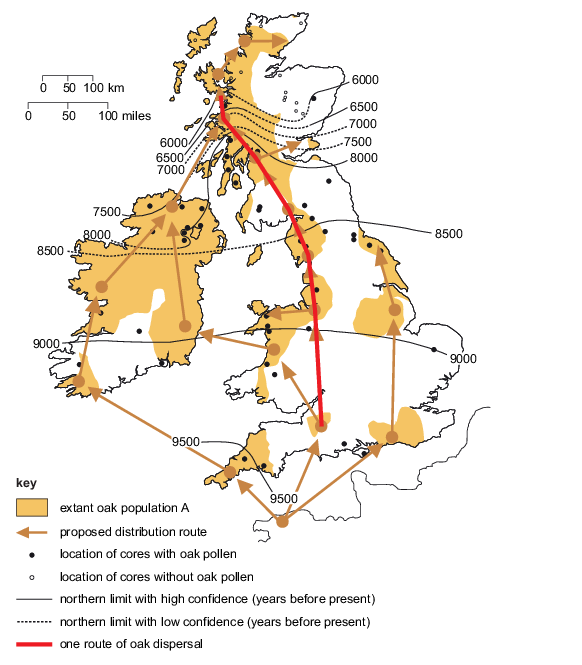 0 50 100 km
0 50 100 miles
6000
6500
7000
7500
8000
6000
6500
7000
7500
8000
8500
8500
9000
9000
9500
9500
key
extant oak population A
proposed distribution route
location of cores with oak pollen
location of cores without oak pollen
northern limit with high confidence (years before present)
northern limit with low confidence (years before present)
one route of oak dispersal